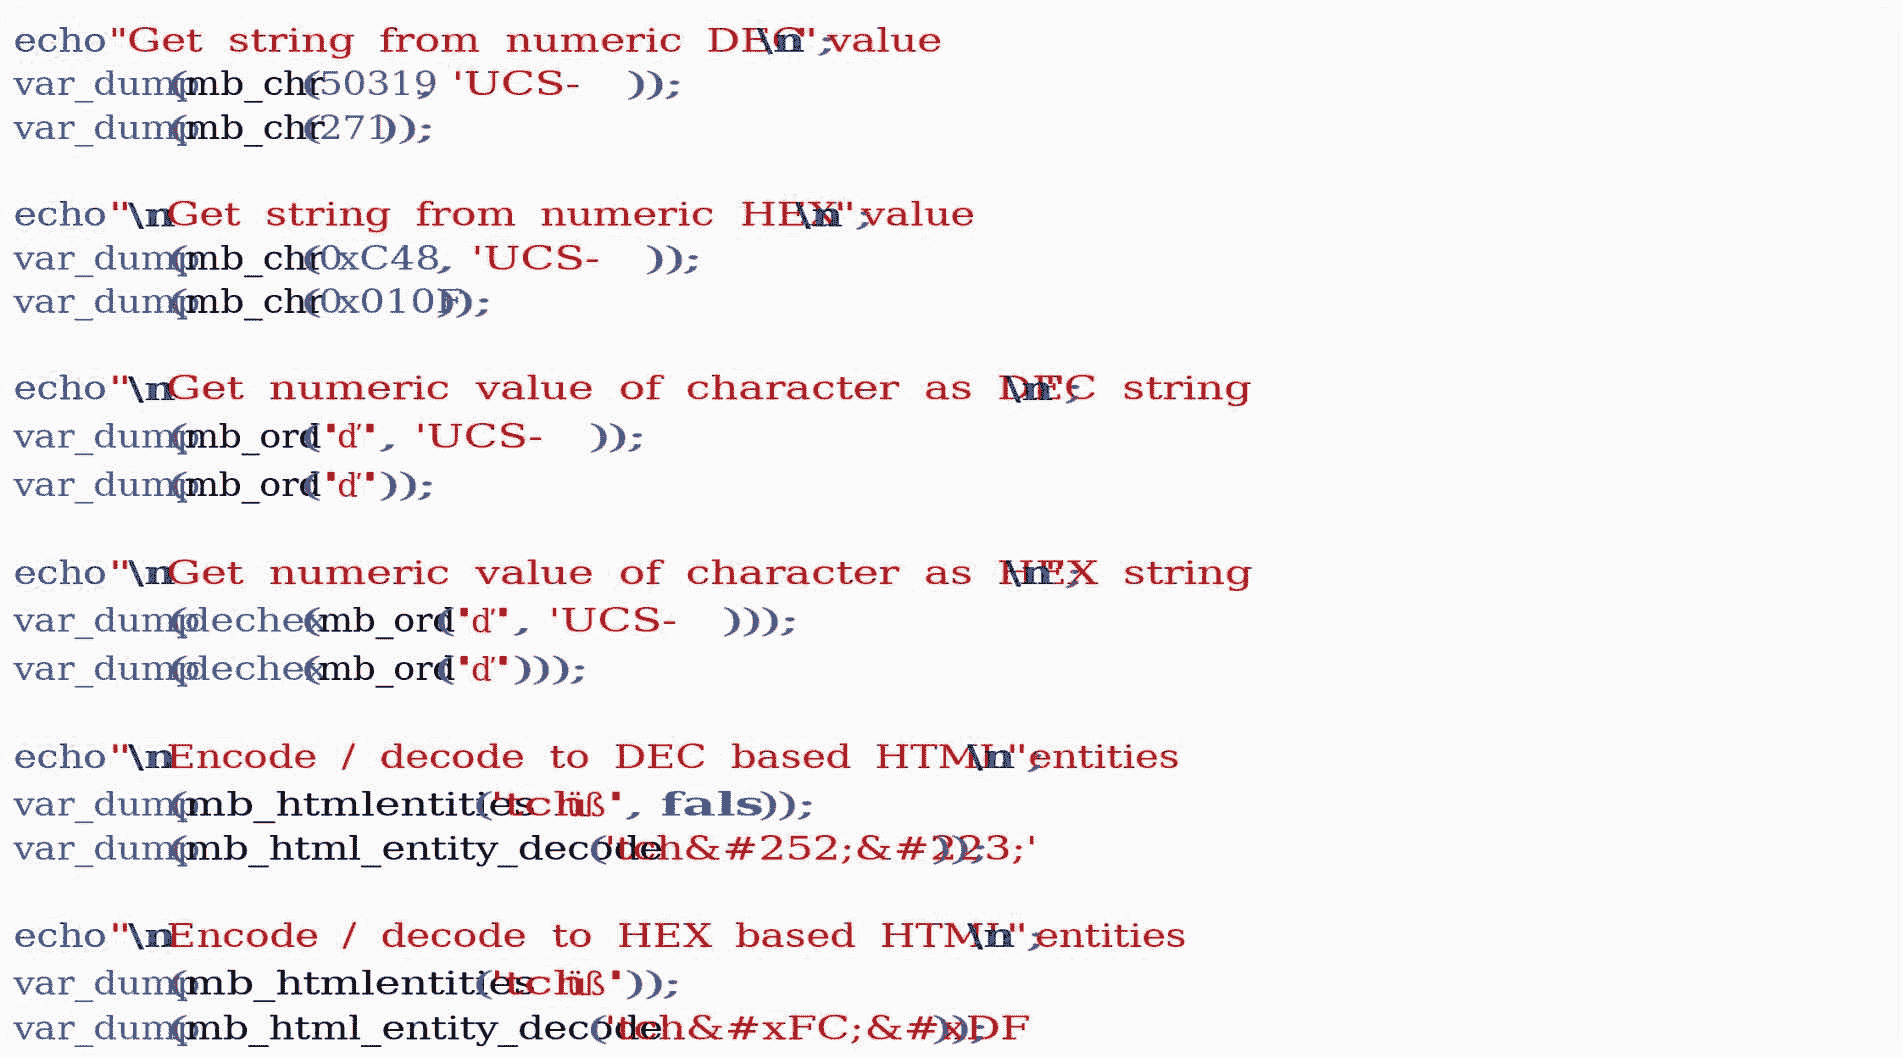 echo "Get string from numeric DEC value\n";
var_dump(mb_chr(50319, 'UCS-'));
var_dump(mb_chr(271));
echo "\nGet string from numeric HEX value\n";
var_dump(mb_chr(0xC48, 'UCS-'));
var_dump(mb_chr(0x010F));
echo "\nGet numeric value of character as DEC string\n";
var_dump(mb_ord('ď', 'UCS-'));
var_dump(mb_ord('ď'));
echo "\nGet numeric value of character as HEX string\n";
var_dump(dechex(mb_ord('ď', 'UCS-')));
var_dump(dechex(mb_ord('ď')));
echo "\nEncode / decode to DEC based HTML entities\n";
var_dump(mb_htmlentities('tchüß', fals));
var_dump(mb_html_entity_decode('tch&#252;&#223;'));
echo "\nEncode / decode to HEX based HTML entities\n";
var_dump(mb_htmlentities('tchüß'));
var_dump(mb_html_entity_decode('tch&#xFC;&#xDF));